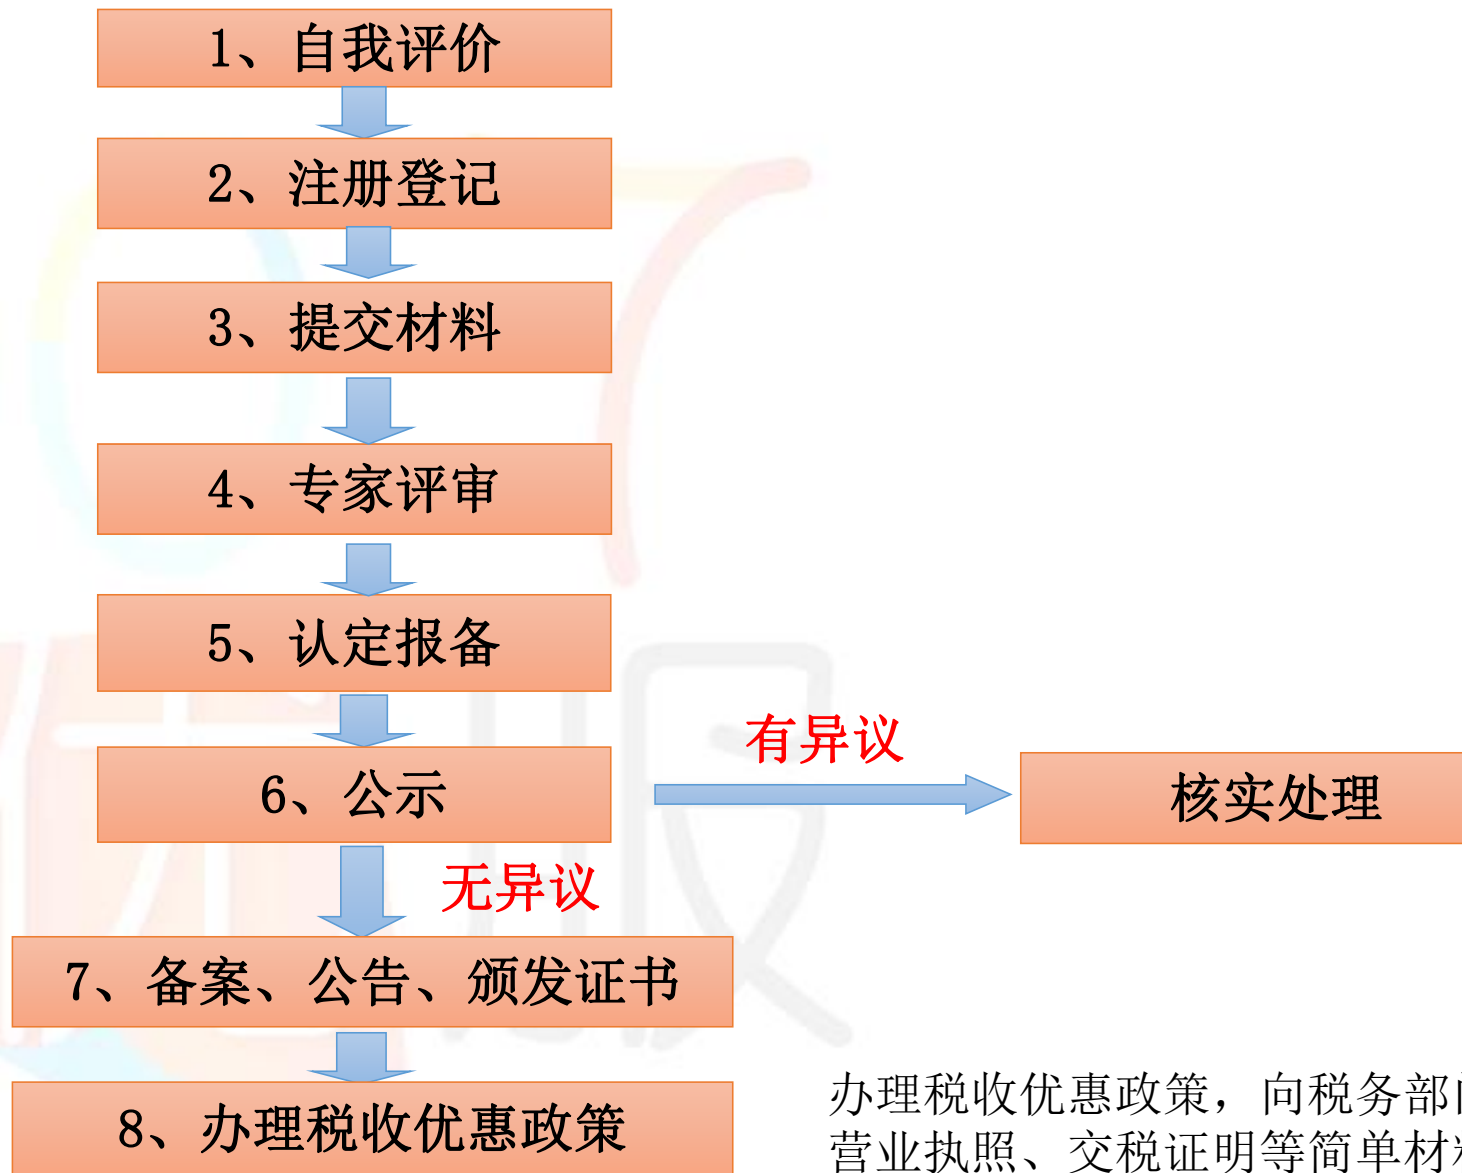 1、自我评价
2、注册登记
3、提交材料
4、专家评审
5、认定报备
有异议
6、公示
核实处理
无异议
7、备案、公告、颁发证书
8、办理税收优惠政策
办理税收优惠政策，向税务部
营业执照、交税证明等简单材